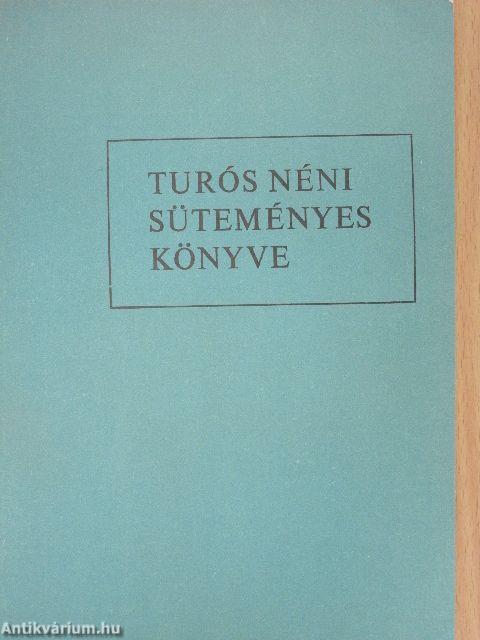 TURÓS NÉNI
SÜTEMÉNYES
KÖNYVE
Antikvárium.hu